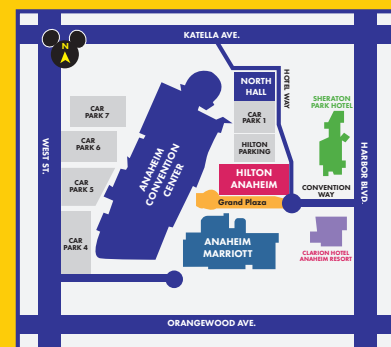 KATELLA AVE.
N
NORTH
HALL
HOTEL WAY
CAR
PARK 1
HILTON
PARKING
HILTON
ANAHEIM
Grand Plaza
SHERATON
PARK HOTEL
CONVENTION
WAY
HARBOR BLVD.
CAR
PARK 7
CAR
PARK 6
CAR
PARK 5
CAR
PARK 4
WEST ST.
ANAHEIM
CONVENTION
CENTER
ANAHEIM
MARRIOTT
CLARION HOTEL
ANAHEIM RESORT
ORANGEWOOD AVE.